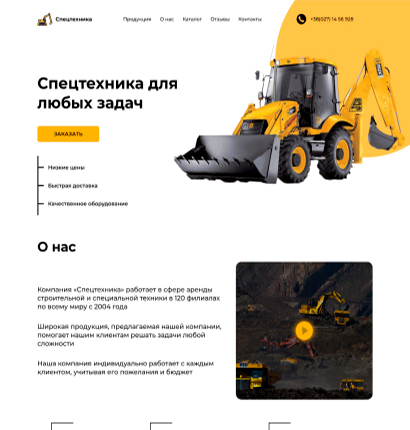 Спецтехника
Продукция О нас Каталог Отзывы Контакты
+38(027) 14 56 928
Спецтехника для
любых задач
ЗАКАЗАТЬ
Низкие цены
Быстрая доставка
Качественное оборудование
О нас
Компания «Спецтехника» работает в сфере аренды
строительной и специальной техники в 120 филиалах
по всему миру с 2004 года
Широкая продукция, предлагаемая нашей компании,
помогает нашим клиентам решать задачи любой
сложности
Наша компания индивидуально работает с каждым
клиентом, учитывая его пожелания и бюджет